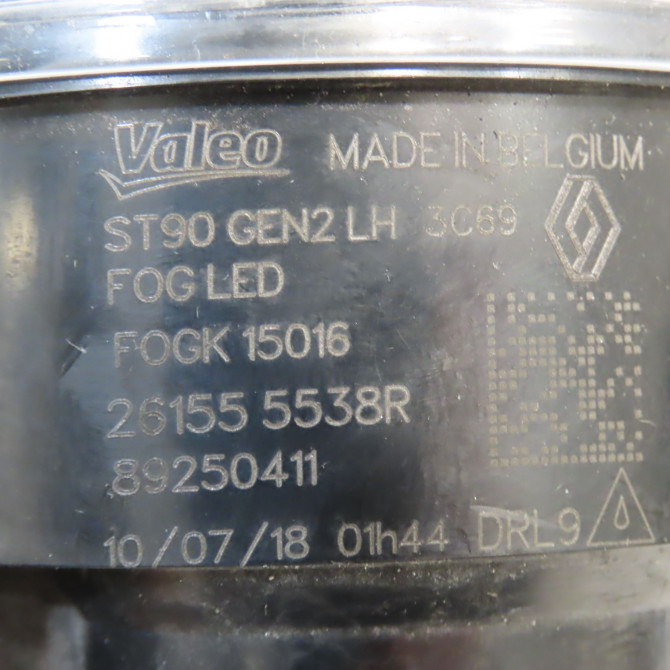 Valeo MADE IN BELGIUM
ST90 GEN2 LH 3C69
FOG LED
FOGK 15016
26155 5538R
89250411
10/07/18 01h44 DRL9